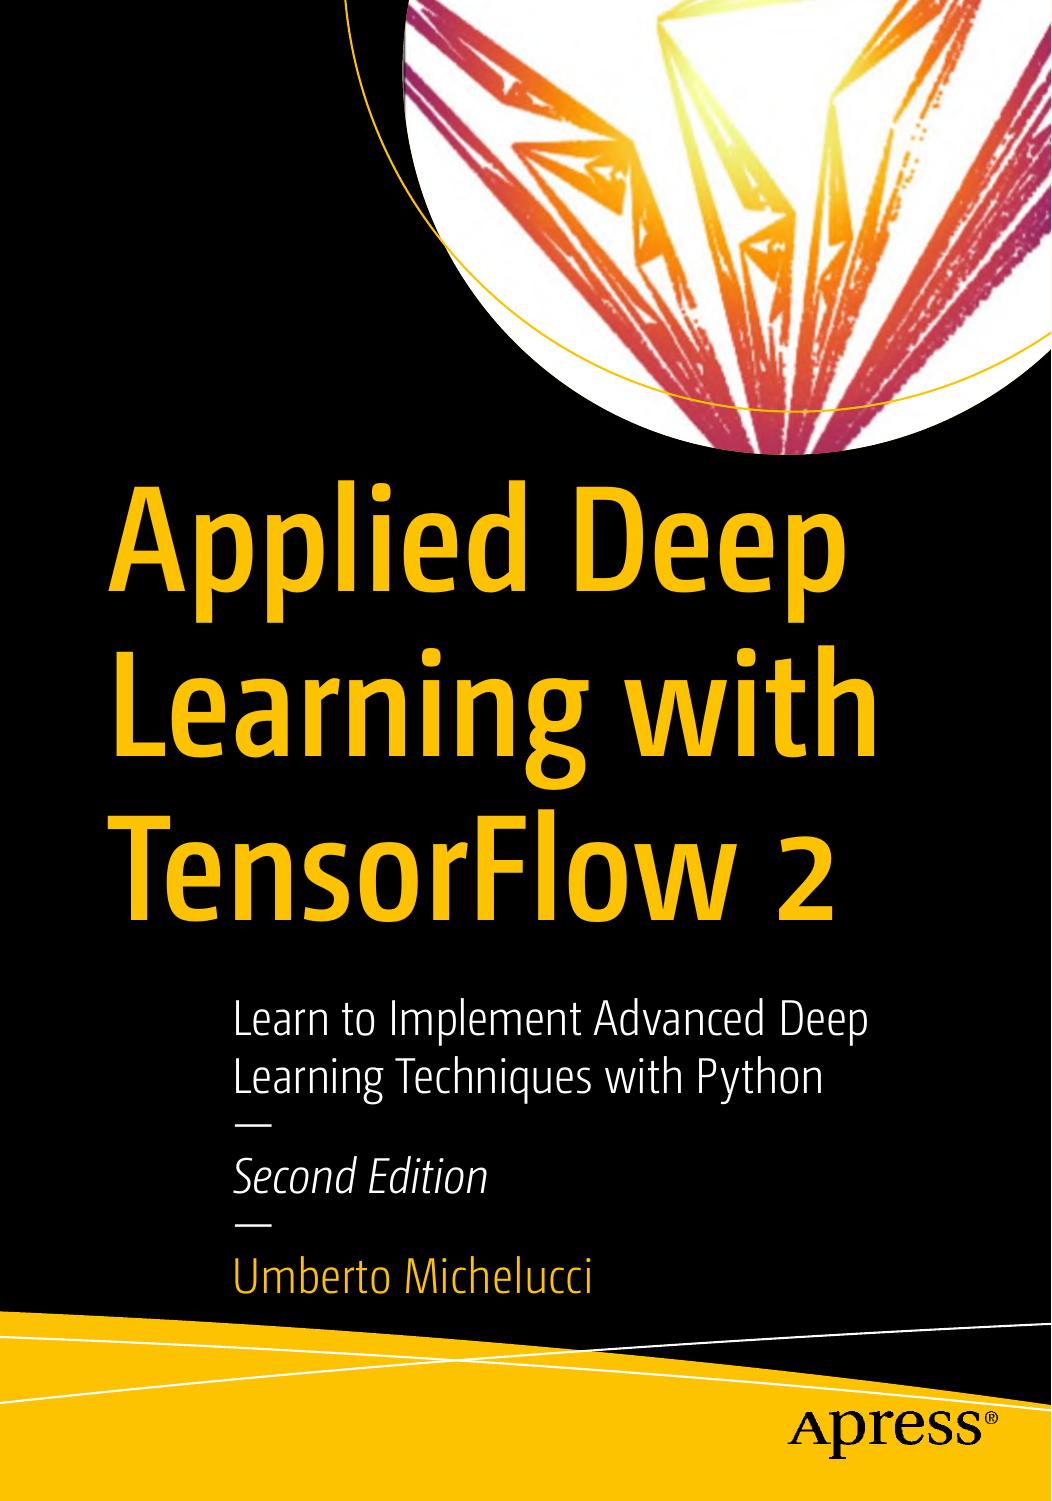 Applied Deep
Learning with
TensorFlow 2
Learn to Implement Advanced Deep
Learning Techniques with Python
—
Second Edition
—
Umberto Michelucci
Apress®